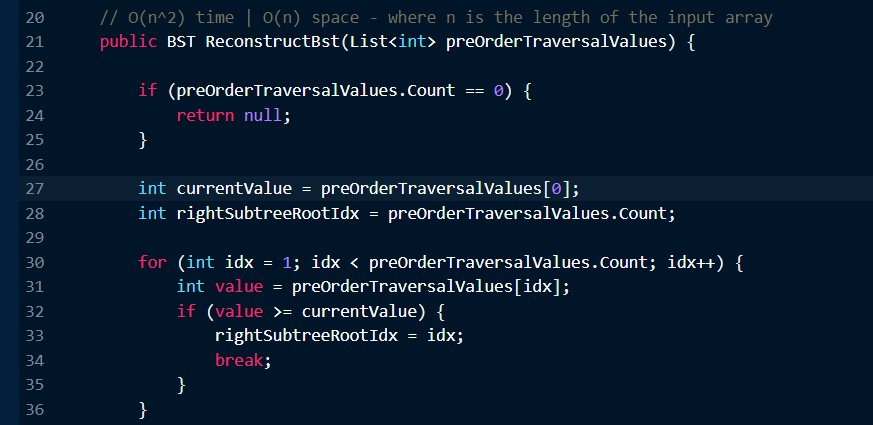 20 // O(n^2) time | O(n) space - where n is the length of the input array
21 public BST ReconstructBst(List<int> preOrderTraversalValues) {
22
23 if (preOrderTraversalValues.Count == 0) {
24 return null;
25 }
26
27 int currentValue = preOrderTraversalValues[0];
28 int rightSubtreeRootIdx = preOrderTraversalValues.Count;
29
30 for (int idx = 1; idx < preOrderTraversalValues.Count; idx++) {
31 int value = preOrderTraversalValues[idx];
32 if (value >= currentValue) {
33 rightSubtreeRootIdx = idx;
34 break;
35 }
36 }